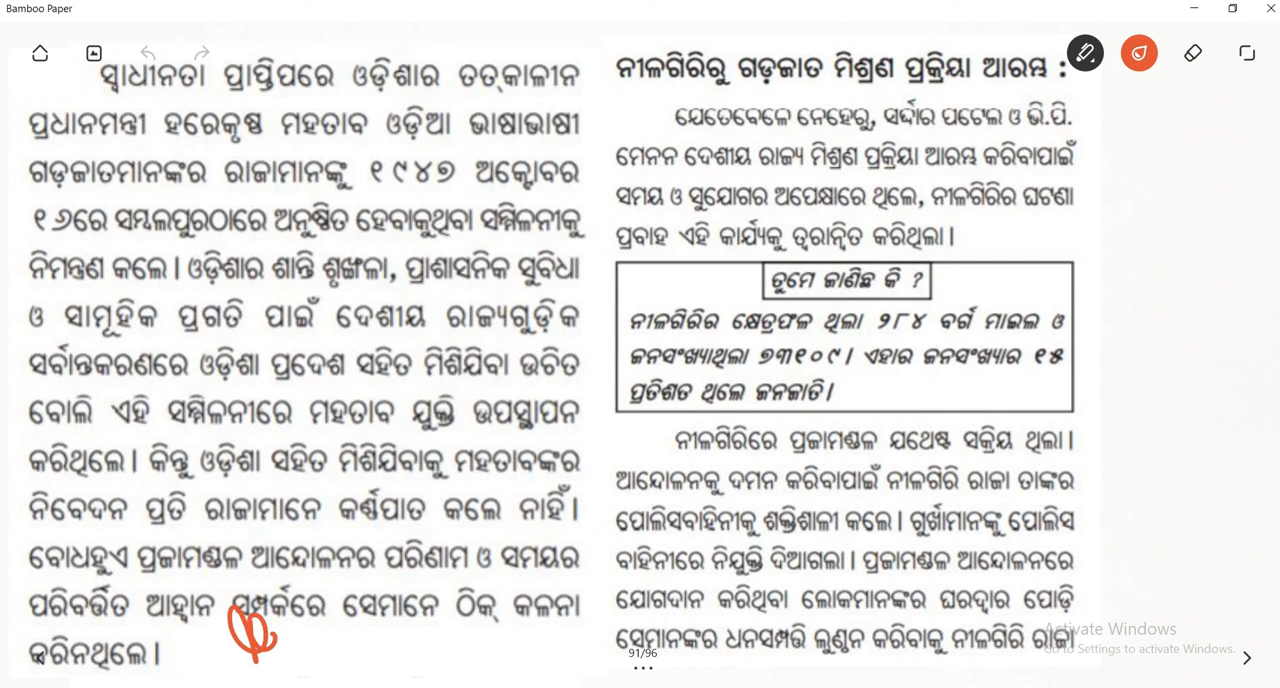 Bamboo Paper
ସ୍ୱାଧୀନତା ପ୍ରାପ୍ତିପରେ ଓଡ଼ିଶାର ତତ୍କାଳୀନ
ପ୍ରଧାନମନ୍ତ୍ରୀ ହରେକୃଷ୍ଣ ମହତାବ ଓଡ଼ିଆ ଭାଷାଭାଷୀ
ଗଡ଼ଜାତମାନଙ୍କର ରାଜାମାନଙ୍କୁ ୧୯୪୭ ଅକ୍ଟୋବର
୧୬ରେ ସମ୍ବଲପୁରଠାରେ ଅନୁଷ୍ଠିତ ହେବାକୁଥିବା ସମ୍ମିଳନୀକୁ
ନିମନ୍ତ୍ରଣ କଲେ। ଓଡ଼ିଶାର ଶାନ୍ତି ଶୃଙ୍ଖଳା, ପ୍ରାଶାସନିକ ସୁବିଧା
ଓ ସାମୂହିକ ପ୍ରଗତି ପାଇଁ ଦେଶୀୟ ରାଜ୍ୟଗୁଡ଼ିକ
ସର୍ବାନ୍ତକରଣରେ ଓଡ଼ିଶା ପ୍ରଦେଶ ସହିତ ମିଶିଯିବା ଉଚିତ
ବୋଲି ଏହି ସମ୍ମିଳନୀରେ ମହତାବ ଯୁକ୍ତି ଉପସ୍ଥାପନ
କରିଥିଲେ। କିନ୍ତୁ ଓଡ଼ିଶା ସହିତ ମିଶିଯିବାକୁ ମହତାବଙ୍କର
ନିବେଦନ ପ୍ରତି ରାଜାମାନେ କର୍ଣ୍ଣପାତ କଲେ ନାହିଁ।
ବୋଧହୁଏ ପ୍ରଜାମଣ୍ଡଳ ଆନ୍ଦୋଳନର ପରିଣାମ ଓ ସମୟର
ପରିବର୍ତ୍ତିତ ଆହ୍ୱାନ ସମ୍ପର୍କରେ ସେମାନେ ଠିକ୍ କଳନା
କରିନଥିଲେ।
ନୀଳଗିରିରୁ ଗଡ଼ଜାତ ମିଶ୍ରଣ ପ୍ରକ୍ରିୟା ଆରମ୍ଭ :
ଯେତେବେଳେ ନେହେରୁ, ସର୍ଦ୍ଦାର ପଟେଲ ଓ ଭି.ପି.
ମେନନ ଦେଶୀୟ ରାଜ୍ୟ ମିଶ୍ରଣ ପ୍ରକ୍ରିୟା ଆରମ୍ଭ କରିବାପାଇଁ
ସମୟ ଓ ସୁଯୋଗର ଅପେକ୍ଷାରେ ଥିଲେ, ନୀଳଗିରିର ଘଟଣା
ପ୍ରବାହ ଏହି କାର୍ଯ୍ୟକୁ ତ୍ୱରାନ୍ୱିତ କରିଥିଲା।
ତୁମେ ଜାଣିଛ କି ?
ନୀଳଗିରିର କ୍ଷେତ୍ରଫଳ ଥିଲା ୨୮୪ ବର୍ଗ ମାଇଲ ଓ
ଜନସଂଖ୍ୟାଥିଲା ୭୩୧୦୯। ଏହାର ଜନସଂଖ୍ୟାର ୧୫
ପ୍ରତିଶତ ଥିଲେ ଜନଜାତି।
ନୀଳଗିରିରେ ପ୍ରଜାମଣ୍ଡଳ ଯଥେଷ୍ଟ ସକ୍ରିୟ ଥିଲା।
ଆନ୍ଦୋଳନକୁ ଦମନ କରିବାପାଇଁ ନୀଳଗିରି ରାଜା ତାଙ୍କର
ପୋଲିସବାହିନୀକୁ ଶକ୍ତିଶାଳୀ କଲେ। ଗୁର୍ଖାମାନଙ୍କୁ ପୋଲିସ
ବାହିନୀରେ ନିଯୁକ୍ତି ଦିଆଗଲା। ପ୍ରଜାମଣ୍ଡଳ ଆନ୍ଦୋଳନରେ
ଯୋଗଦାନ କରିଥିବା ଲୋକମାନଙ୍କର ଘରଦ୍ୱାର ପୋଡ଼ି
ସେମାନଙ୍କର ଧନସମ୍ପତ୍ତି ଲୁଣ୍ଠନ କରିବାକୁ ନୀଳଗିରି ରାଜା
91/96
Activate Windows
Go to Settings to activate Windows.